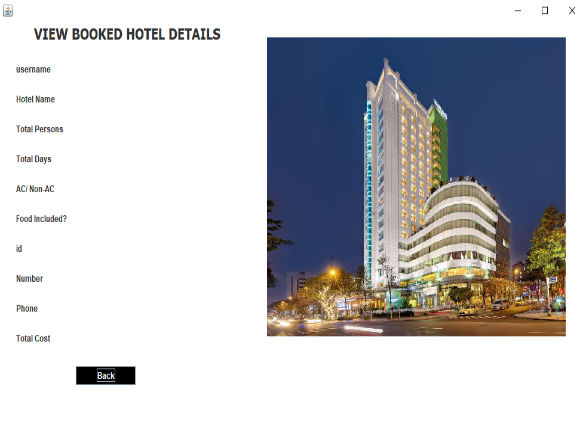 VIEW BOOKED HOTEL DETAILS
username
Hotel Name
Total Persons
Total Days
AC/ Non-AC
Food Included?
id
Number
Phone
Total Cost
Back